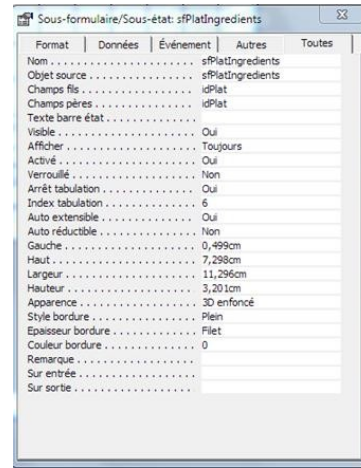 Sous-formulaire/Sous-état: sfPlatIngredients
Format Données Événement Autres Toutes
Nom . . . . . . . . . . . . . . . . . . . . . sfPlatIngredients
Objet source . . . . . . . . . . . . . . . . sfPlatIngredients
Champs fils . . . . . . . . . . . . . . . . . idPlat
Champs pères . . . . . . . . . . . . . . . . idPlat
Texte barre état . . . . . . . . . . . . . .
Visible . . . . . . . . . . . . . . . . . . . . Oui
Afficher . . . . . . . . . . . . . . . . . . . Toujours
Activé . . . . . . . . . . . . . . . . . . . . Oui
Verrouillé . . . . . . . . . . . . . . . . . . Non
Arrêt tabulation . . . . . . . . . . . . . . Oui
Index tabulation . . . . . . . . . . . . . . 6
Auto extensible . . . . . . . . . . . . . . Oui
Auto réductible . . . . . . . . . . . . . . Non
Gauche . . . . . . . . . . . . . . . . . . . 0,499cm
Haut . . . . . . . . . . . . . . . . . . . . . 7,298cm
Largeur . . . . . . . . . . . . . . . . . . . 11,296cm
Hauteur . . . . . . . . . . . . . . . . . . . 3,201cm
Apparence . . . . . . . . . . . . . . . . . 3D enfoncé
Style bordure . . . . . . . . . . . . . . . Plein
Epaisseur bordure . . . . . . . . . . . . Filet
Couleur bordure . . . . . . . . . . . . . 0
Remarque . . . . . . . . . . . . . . . . . .
Sur entrée . . . . . . . . . . . . . . . . .
Sur sortie . . . . . . . . . . . . . . . . . .